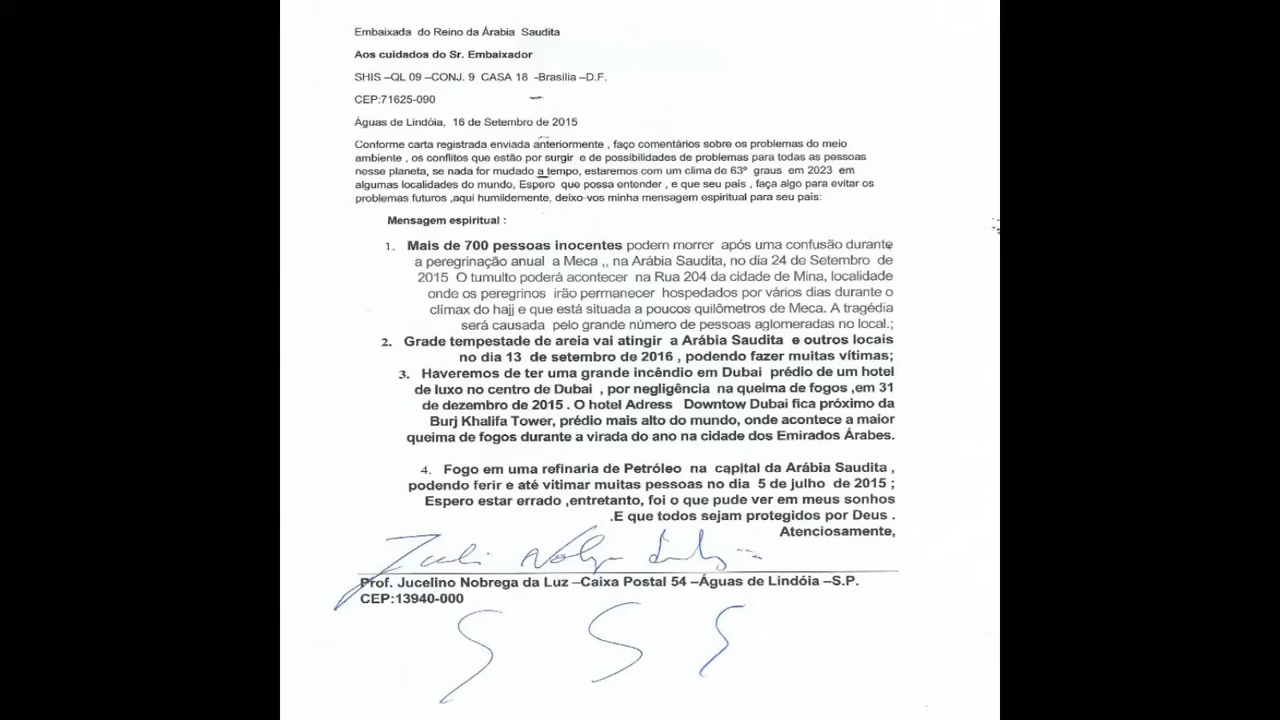 Embaixada do Reino da Árabia Saudita
Aos cuidados do Sr. Embaixador
SHIS –QL 09 –CONJ. 9 CASA 18 -Brasília –D.F.
CEP:71625-090
Águas de Lindóia, 16 de Setembro de 2015
Conforme carta registrada enviada anteriormente , faço comentários sobre os problemas do meio
ambiente , os conflitos que estão por surgir e de possibilidades de problemas para todas as pessoas
nesse planeta, se nada for mudado a tempo, estaremos com um clima de 63º graus em 2023 em
algumas localidades do mundo, Espero que possa entender , e que seu pais , faça algo para evitar os
problemas futuros ,aqui humildemente, deixo-vos minha mensagem espiritual para seu país:
Mensagem espiritual :
1. Mais de 700 pessoas inocentes podem morrer após uma confusão durante
a peregrinação anual a Meca ,, na Arábia Saudita, no dia 24 de Setembro de
2015 O tumulto poderá acontecer na Rua 204 da cidade de Mina, localidade
onde os peregrinos irão permanecer hospedados por vários dias durante o
clímax do hajj e que está situada a poucos quilômetros de Meca. A tragédia
será causada pelo grande número de pessoas aglomeradas no local.;
2. Grade tempestade de areia vai atingir a Arábia Saudita e outros locais
no dia 13 de setembro de 2016 , podendo fazer muitas vítimas;
3. Haveremos de ter uma grande incêndio em Dubai prédio de um hotel
de luxo no centro de Dubai , por negligência na queima de fogos ,em 31
de dezembro de 2015 . O hotel Adress Downtow Dubai fica próximo da
Burj Khalifa Tower, prédio mais alto do mundo, onde acontece a maior
queima de fogos durante a virada do ano na cidade dos Emirados Árabes.
4. Fogo em uma refinaria de Petróleo na capital da Arábia Saudita ,
podendo ferir e até vitimar muitas pessoas no dia 5 de julho de 2015 ;
Espero estar errado ,entretanto, foi o que pude ver em meus sonhos
.E que todos sejam protegidos por Deus .
Atenciosamente,
Prof. Jucelino Nobrega da Luz –Caixa Postal 54 –Águas de Lindóia –S.P.
CEP:13940-000